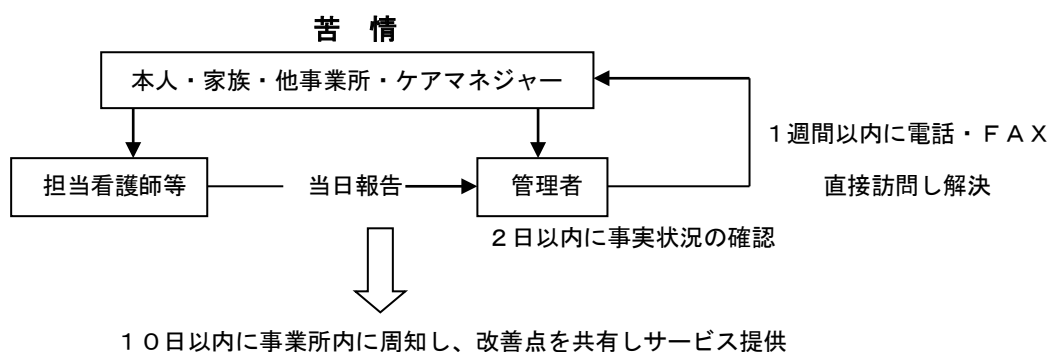 苦 情
本人・家族・他事業所・ケアマネジャー
1週間以内に電話・FAX
担当看護師等
当日報告
管理者
直接訪問し解決
2日以内に事実状況の確認
10日以内に事業所内に周知し、改善点を共有しサービス提供